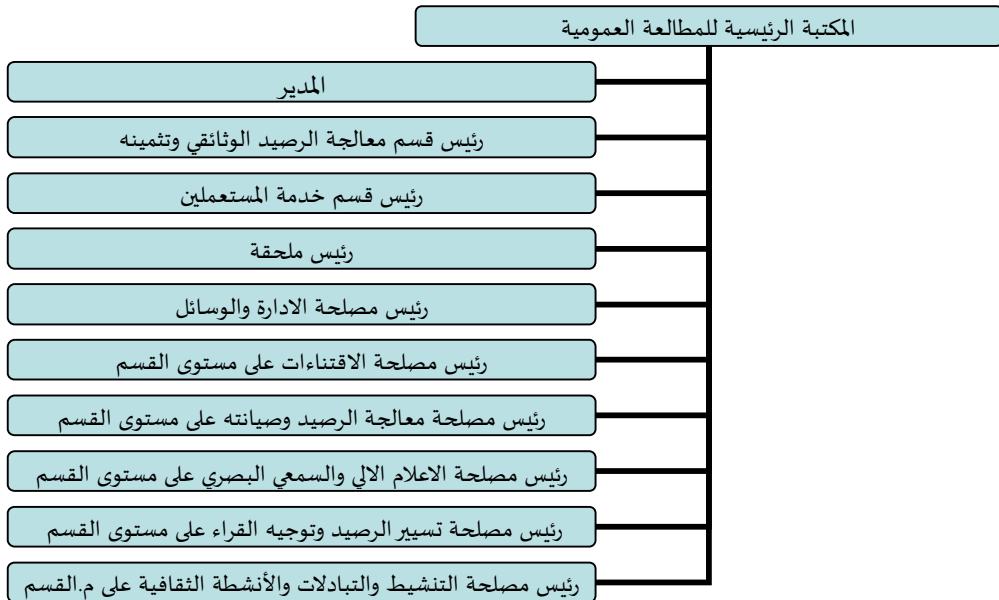 المكتبة الرئيسية للمطالعة العمومية
المدير
رئيس قسم معالجة الرصيد الوثائقي وتثمينه
رئيس قسم خدمة المستعملين
رئيس ملحقة
رئيس مصلحة الادارة والوسائل
رئيس مصلحة الاقتناءات على مستوى القسم
رئيس مصلحة معالجة الرصيد وصيانته على مستوى القسم
رئيس مصلحة الاعلام الالي والسمعي البصري على مستوى القسم
رئيس مصلحة تسيير الرصيد وتوجيه القراء على مستوى القسم
رئيس مصلحة التنشيط والتبادلات والأنشطة الثقافية على م.القسم